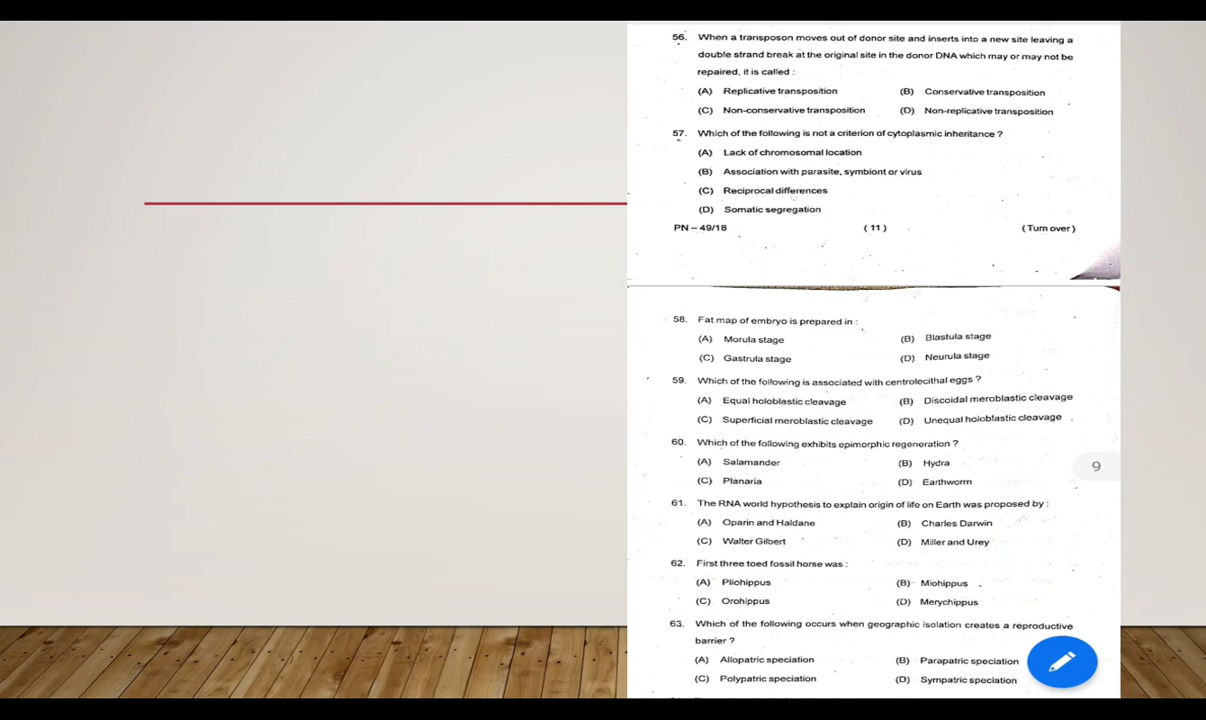 56. When a transposon moves out of donor site and inserts into a new site leaving a
double strand break at the original site in the donor DNA which may or may not be
repaired, it is called :
(A) Replicative transposition (B) Conservative transposition
(C) Non-conservative transposition (D) Non-replicative transposition
57. Which of the following is not a criterion of cytoplasmic inheritance ?
(A) Lack of chromosomal location
(B) Association with parasite, symbiont or virus
(C) Reciprocal differences
(D) Somatic segregation
PN – 49/18 ( 11 ) ( Turn over )
58. Fat map of embryo is prepared in :
(A) Morula stage (B) Blastula stage
(C) Gastrula stage (D) Neurula stage
59. Which of the following is associated with centrolecithal eggs ?
(A) Equal holoblastic cleavage (B) Discoidal meroblastic cleavage
(C) Superficial meroblastic cleavage (D) Unequal holoblastic cleavage
60. Which of the following exhibits epimorphic regeneration ?
(A) Salamander (B) Hydra
9
(C) Planaria (D) Earthworm
61. The RNA world hypothesis to explain origin of life on Earth was proposed by :
(A) Oparin and Haldane (B) Charles Darwin
(C) Walter Gilbert (D) Miller and Urey
62. First three toed fossil horse was :
(A) Pliohippus (B) Miohippus
(C) Orohippus (D) Merychippus
63. Which of the following occurs when geographic isolation creates a reproductive
barrier ?
(A) Allopatric speciation (B) Parapatric speciation
(C) Polypatric speciation (D) Sympatric speciation